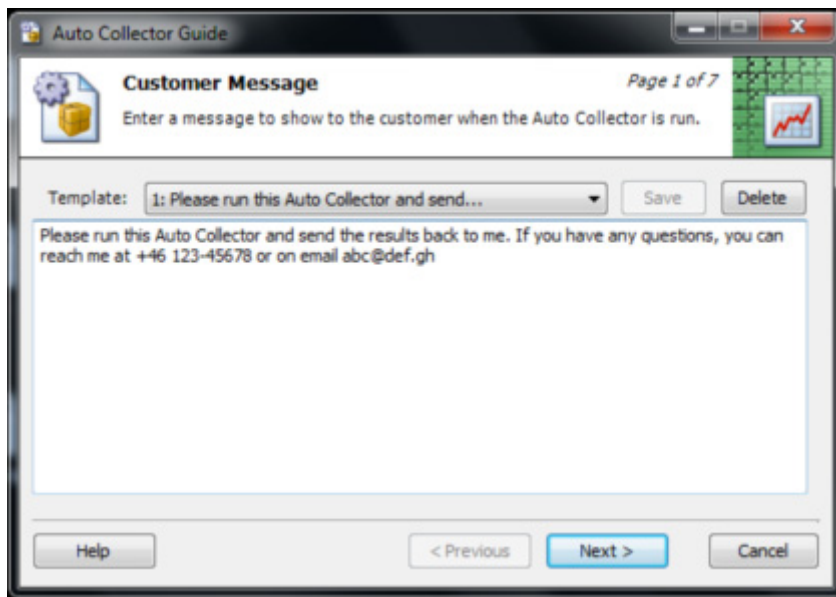 Auto Collector Guide
Customer Message
Page 1 of 7
Enter a message to show to the customer when the Auto Collector is run.
Template:
1: Please run this Auto Collector and send...
Save
Delete
Please run this Auto Collector and send the results back to me. If you have any questions, you can
reach me at +46 123-45678 or on email abc@def.gh
Help
< Previous
Next >
Cancel